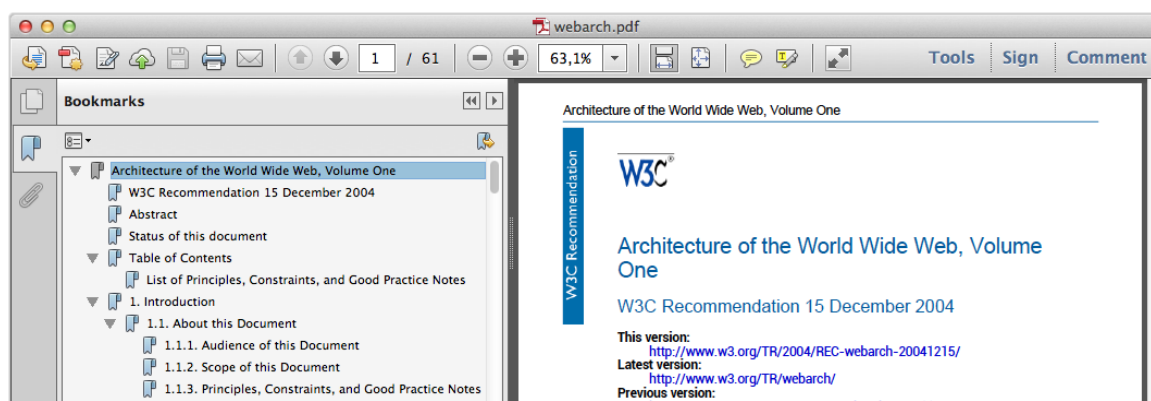 webarch.pdf
1 / 61
63,1%
Tools Sign Comment
Bookmarks
Architecture of the World Wide Web, Volume One
W3C Recommendation 15 December 2004
Abstract
Status of this document
Table of Contents
List of Principles, Constraints, and Good Practice Notes
1. Introduction
1.1. About this Document
1.1.1. Audience of this Document
1.1.2. Scope of this Document
1.1.3. Principles, Constraints, and Good Practice Notes
Architecture of the World Wide Web, Volume One
W3C Recommendation
W3C®
Architecture of the World Wide Web, Volume
One
W3C Recommendation 15 December 2004
This version:
http://www.w3.org/TR/2004/REC-webarch-20041215/
Latest version:
http://www.w3.org/TR/webarch/
Previous version: